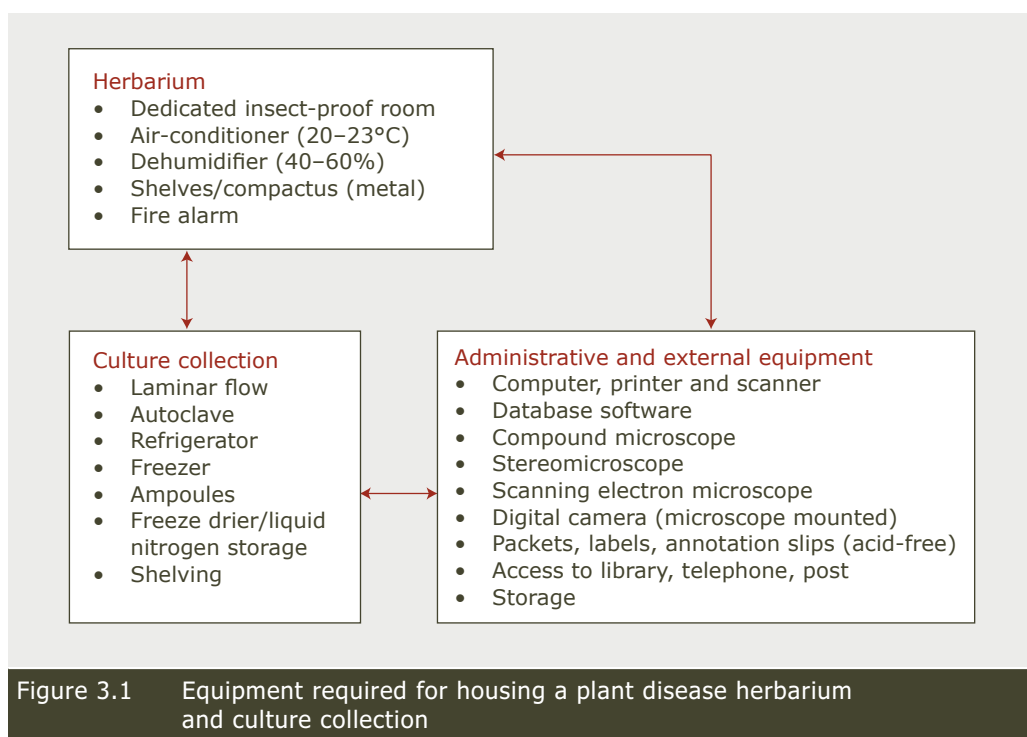 Herbarium
• Dedicated insect-proof room
• Air-conditioner (20–23°C)
• Dehumidifier (40–60%)
• Shelves/compactus (metal)
• Fire alarm
Culture collection
• Laminar flow
• Autoclave
• Refrigerator
• Freezer
• Ampoules
• Freeze drier/liquid
nitrogen storage
• Shelving
Administrative and external equipment
• Computer, printer and scanner
• Database software
• Compound microscope
• Stereomicroscope
• Scanning electron microscope
• Digital camera (microscope mounted)
• Packets, labels, annotation slips (acid-free)
• Access to library, telephone, post
• Storage
Figure 3.1 Equipment required for housing a plant disease herbarium
and culture collection